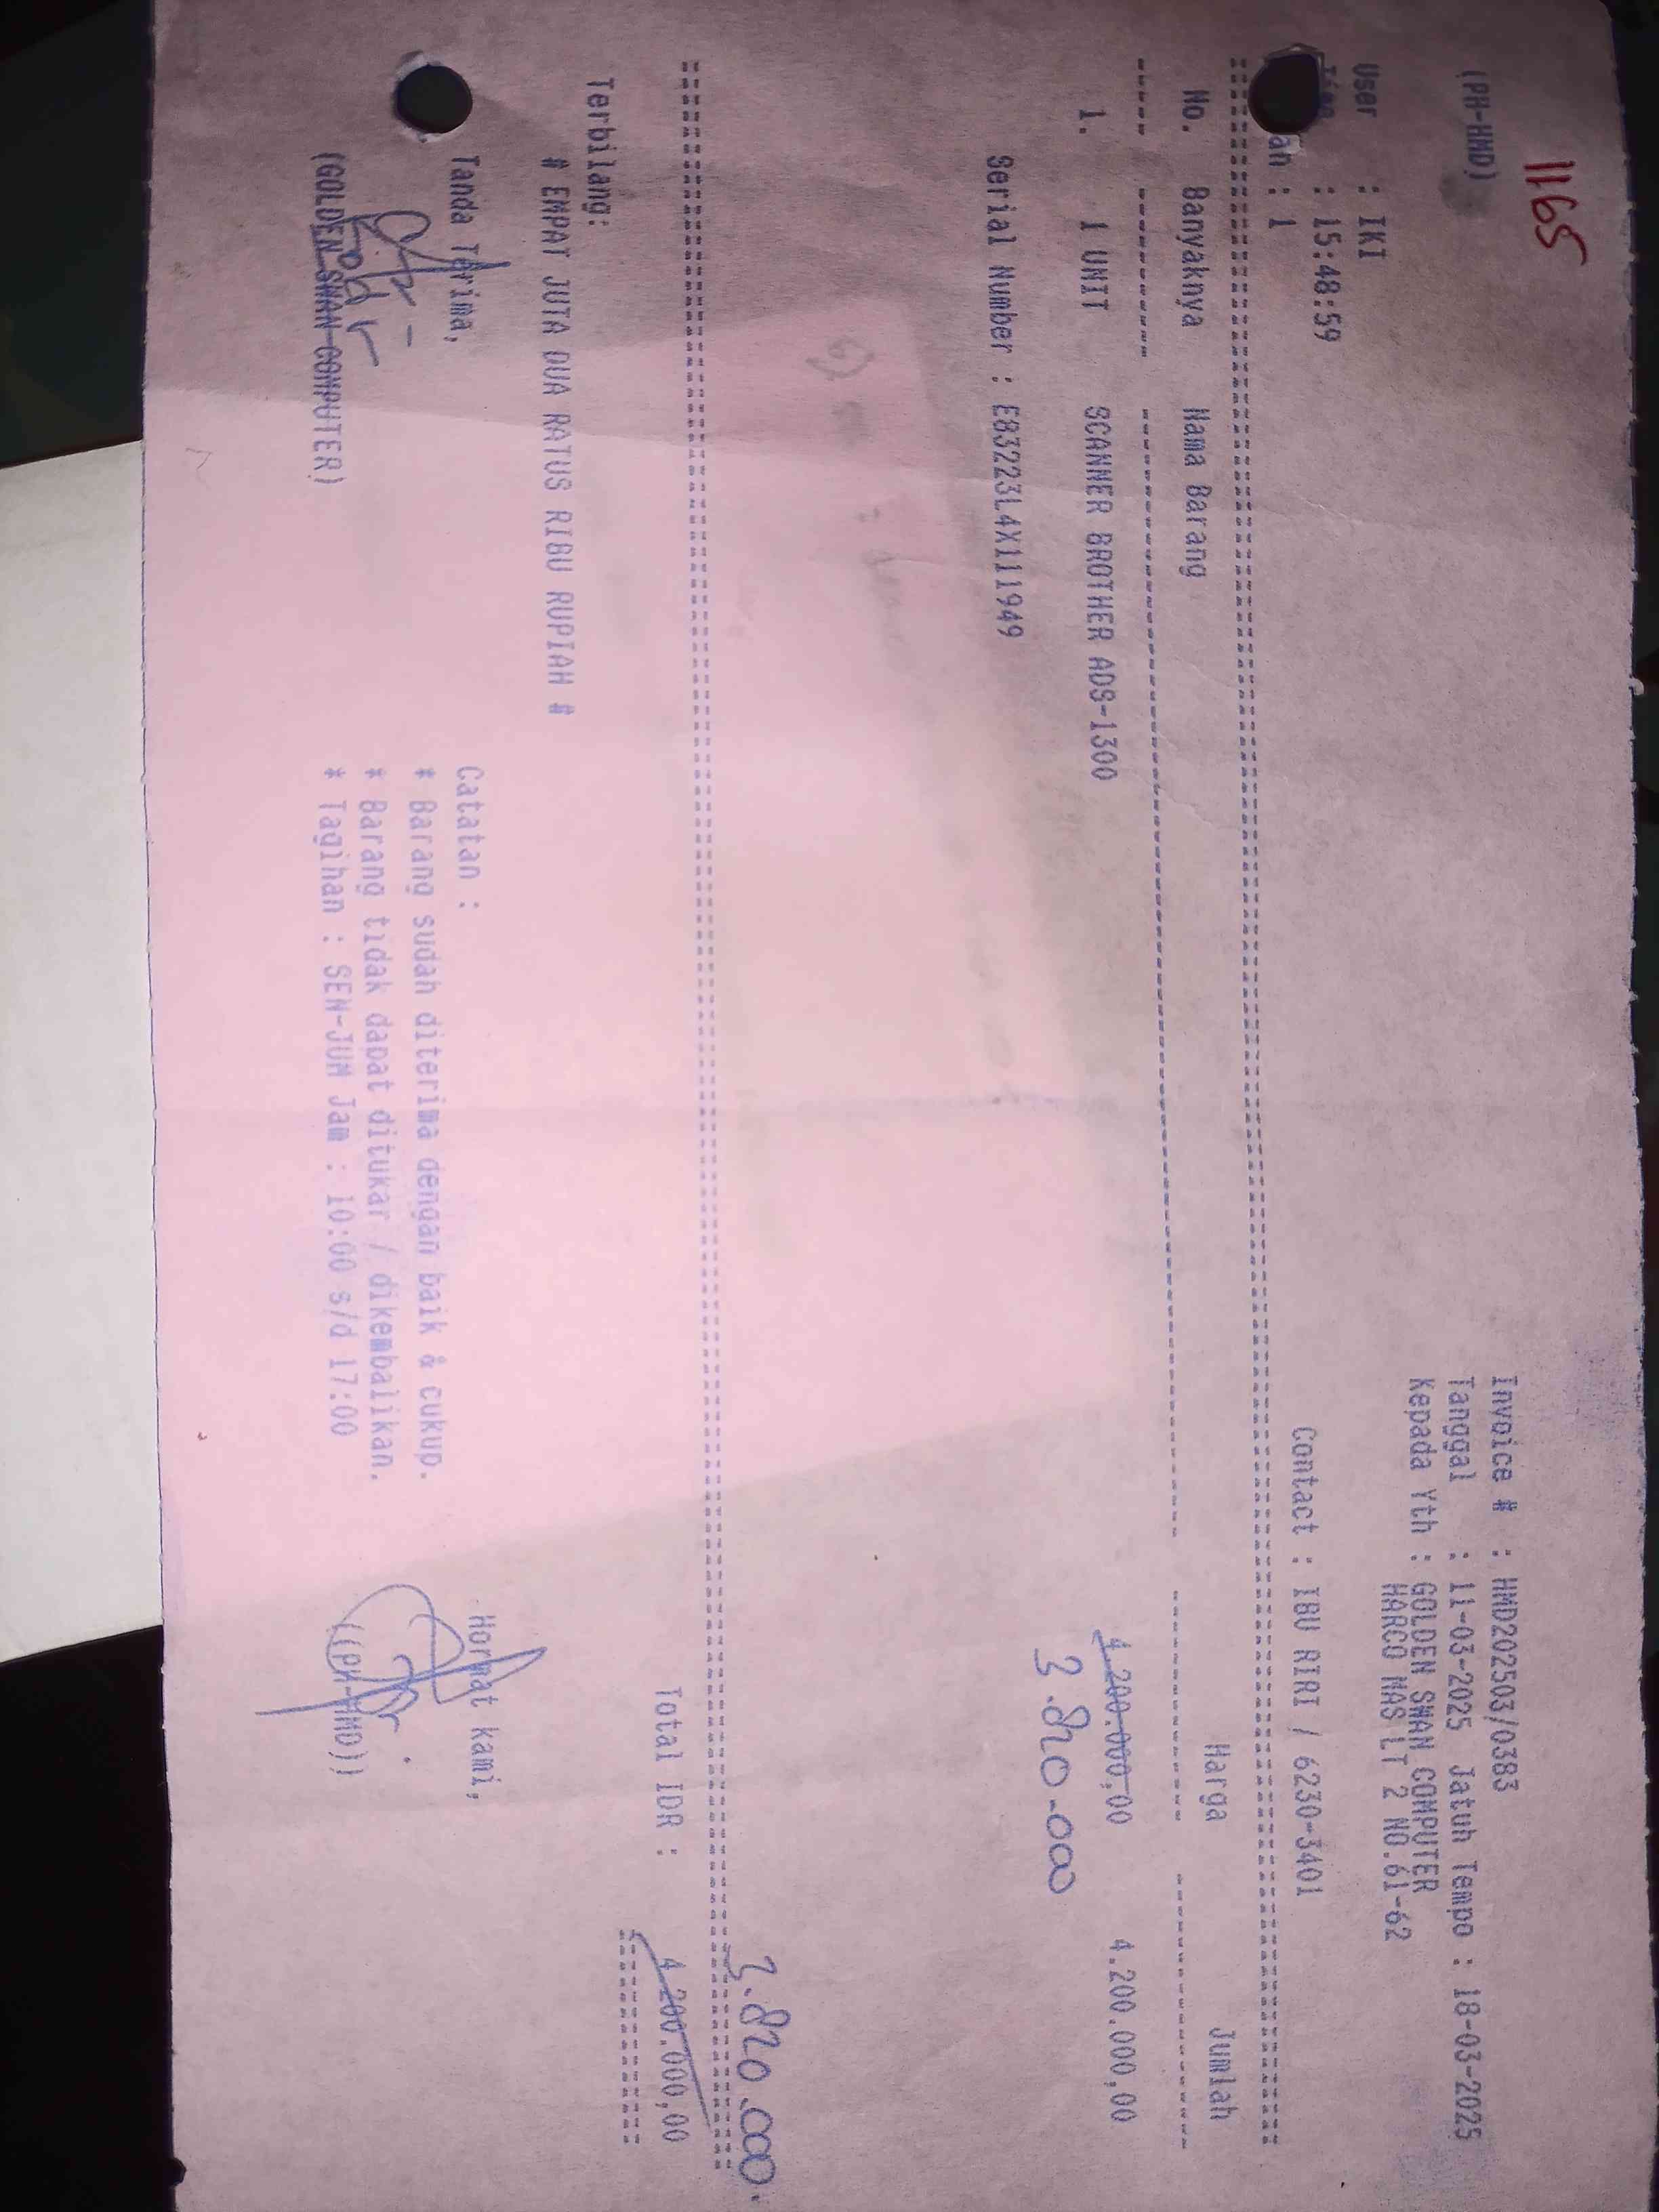 1165
(PH-HMD)
Invoice # : HMD202503/0383
Tanggal : 11-03-2025 Jatuh Tempo : 18-03-2025
Kepada Yth : GOLDEN SWAN COMPUTER
HARCO MAS LT 2 NO.61-62
User : IKI
: 15:48:59
an : 1
Contact : IBU RIRI / 6230-3401
No. Banyaknya Nama Barang Harga Jumlah
1. 1 UNIT SCANNER BROTHER ADS-1300 4.200.000,00 4.200.000,00
3.820.000
Serial Number : E83223L4X111949
3.820.000.
Total IDR : 4.200.000,00
Terbilang:
# EMPAT JUTA DUA RATUS RIBU RUPIAH #
Tanda Terima,
Hormat kami,
Catatan :
* Barang sudah diterima dengan baik & cukup.
* Barang tidak dapat ditukar / dikembalikan.
* Tagihan : SEN-JUM Jam : 10:00 s/d 17:00
(GOLDEN SWAN COMPUTER)
((PH-HMD))